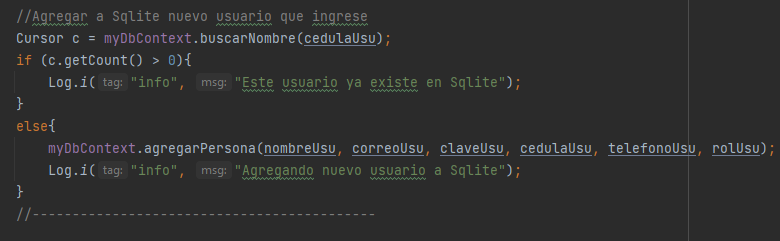 //Agregar a Sqlite nuevo usuario que ingrese
Cursor c = myDbContext.buscarNombre(cedulaUsu);
if (c.getCount() > 0){
    Log.i( tag: "info",  msg: "Este usuario ya existe en Sqlite");
}
else{
    myDbContext.agregarPersona(nombreUsu, correoUsu, claveUsu, cedulaUsu, telefonoUsu, rolUsu);
    Log.i( tag: "info",  msg: "Agregando nuevo usuario a Sqlite");
}
//-------------------------------------------